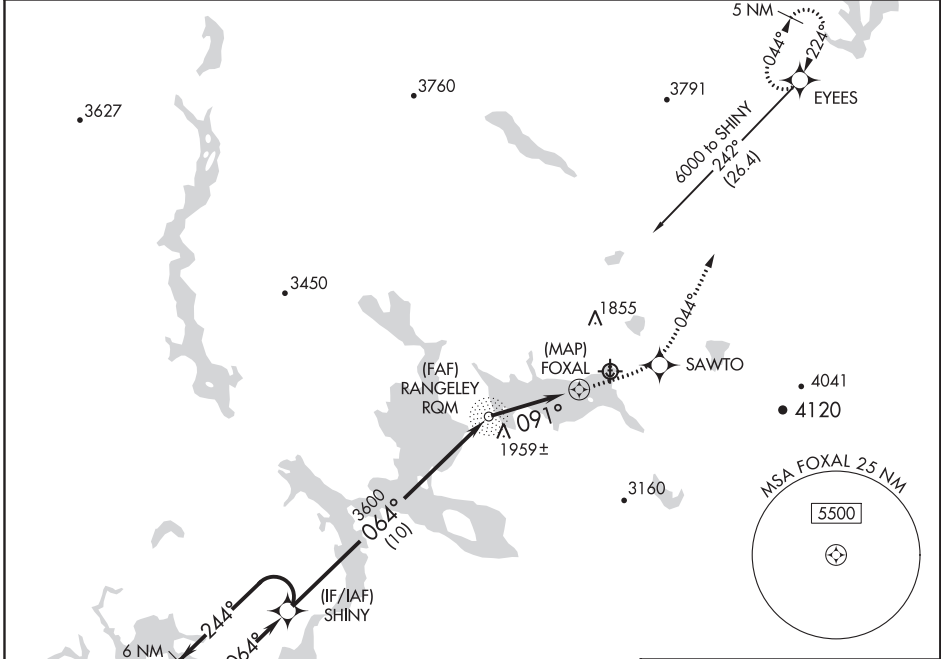 5 NM
044°
224°
EYEES
3627
3760
3791
6000 to SHINY
242°
(26.4)
3450
1855
044°
(MAP)
FOXAL
SAWTO
(FAF)
RANGELEY
RQM
091°
1959±
4041
4120
3160
MSA FOXAL 25 NM
5500
3600
064°
(10)
(IF/IAF)
SHINY
244°
064°
6 NM